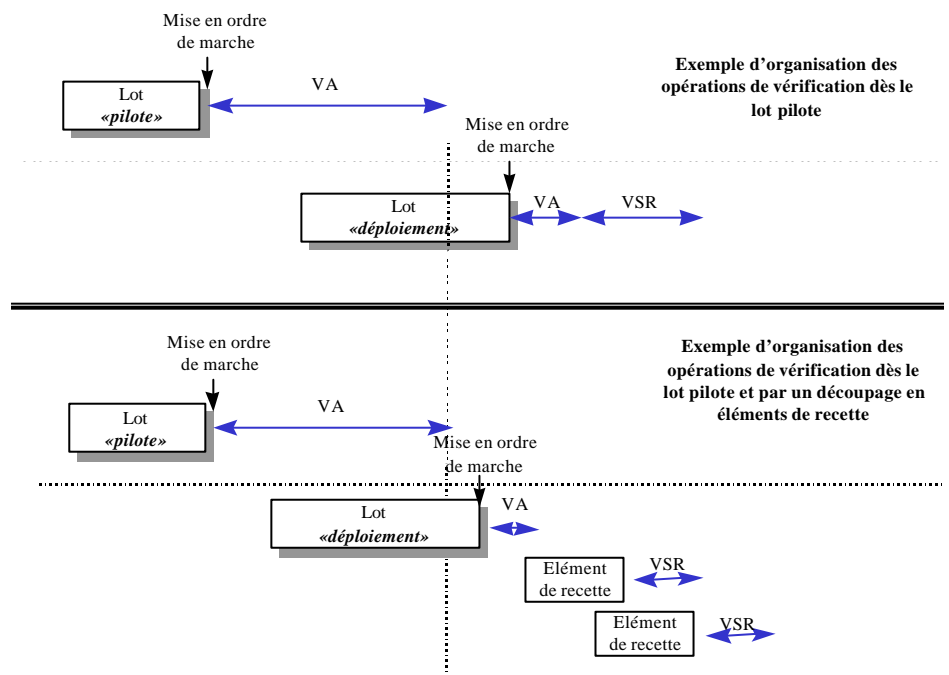 Mise en ordre
de marche
VA
Lot
«pilote»
Exemple d'organisation des
opérations de vérification dès le
lot pilote
Mise en ordre
de marche
Lot
«déploiement»
VA
VSR
Mise en ordre
de marche
VA
Lot
«pilote»
Exemple d'organisation des
opérations de vérification dès le
lot pilote et par un découpage en
éléments de recette
Mise en ordre
de marche
Lot
«déploiement»
VA
Elément
de recette
VSR
Elément
de recette
VSR